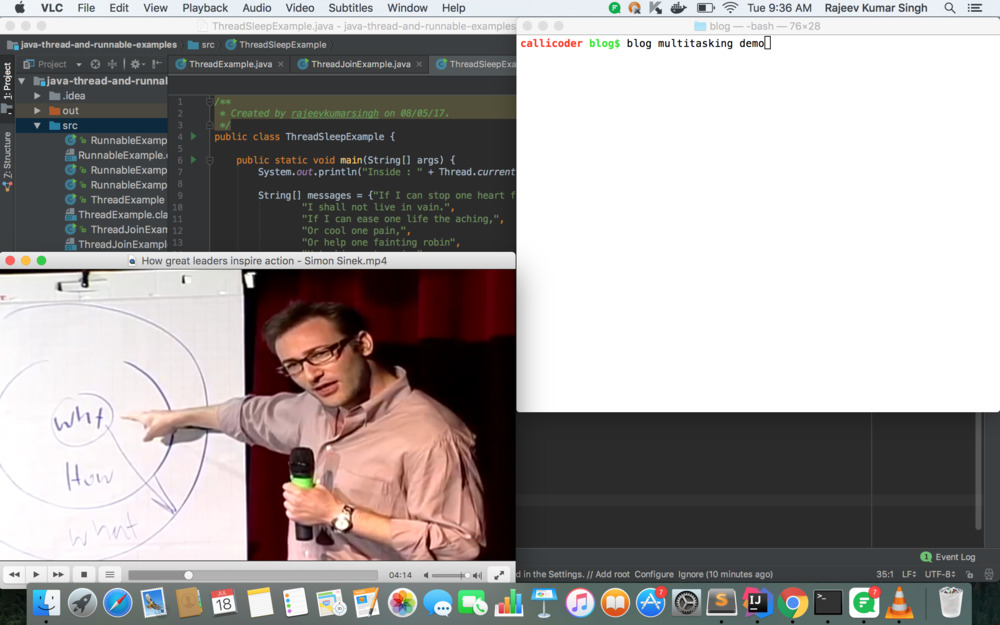 VLC File Edit View Playback Audio Video Subtitles Window Help Tue 9:36 AM Rajeev Kumar Singh
ThreadSleepExample.java - java-thread-and-runnable-examples
java-thread-and-runnable-examples src ThreadSleepExample
Project ThreadExample.java ThreadJoinExample.java ThreadSleepExa
1: Project
Z: Structure
java-thread-and-runnal
.idea
out
src
RunnableExamp
RunnableExample.c
RunnableExamp
RunnableExamp
ThreadExample
ThreadExample.cla
ThreadJoinExam
ThreadJoinExampl
1 /**
2 * Created by rajeevkumarsingh on 08/05/17.
3 */
4 public class ThreadSleepExample {
5
6 public static void main(String[] args) {
7 System.out.println("Inside : " + Thread.current
8
9 String[] messages = {"If I can stop one heart f
10 "I shall not live in vain.",
11 "If I can ease one life the aching,",
12 "Or cool one pain,",
13 "Or help one fainting robin",
blog — -bash — 76×28
callicoder blog$ blog multitasking demo
How great leaders inspire action - Simon Sinek.mp4
why
How
what
04:14
1 Event Log
d in the Settings. // Add root Configure Ignore (10 minutes ago) 35:1 LF÷ UTF-8÷
JUL
18
7
S
IJ
>_
7